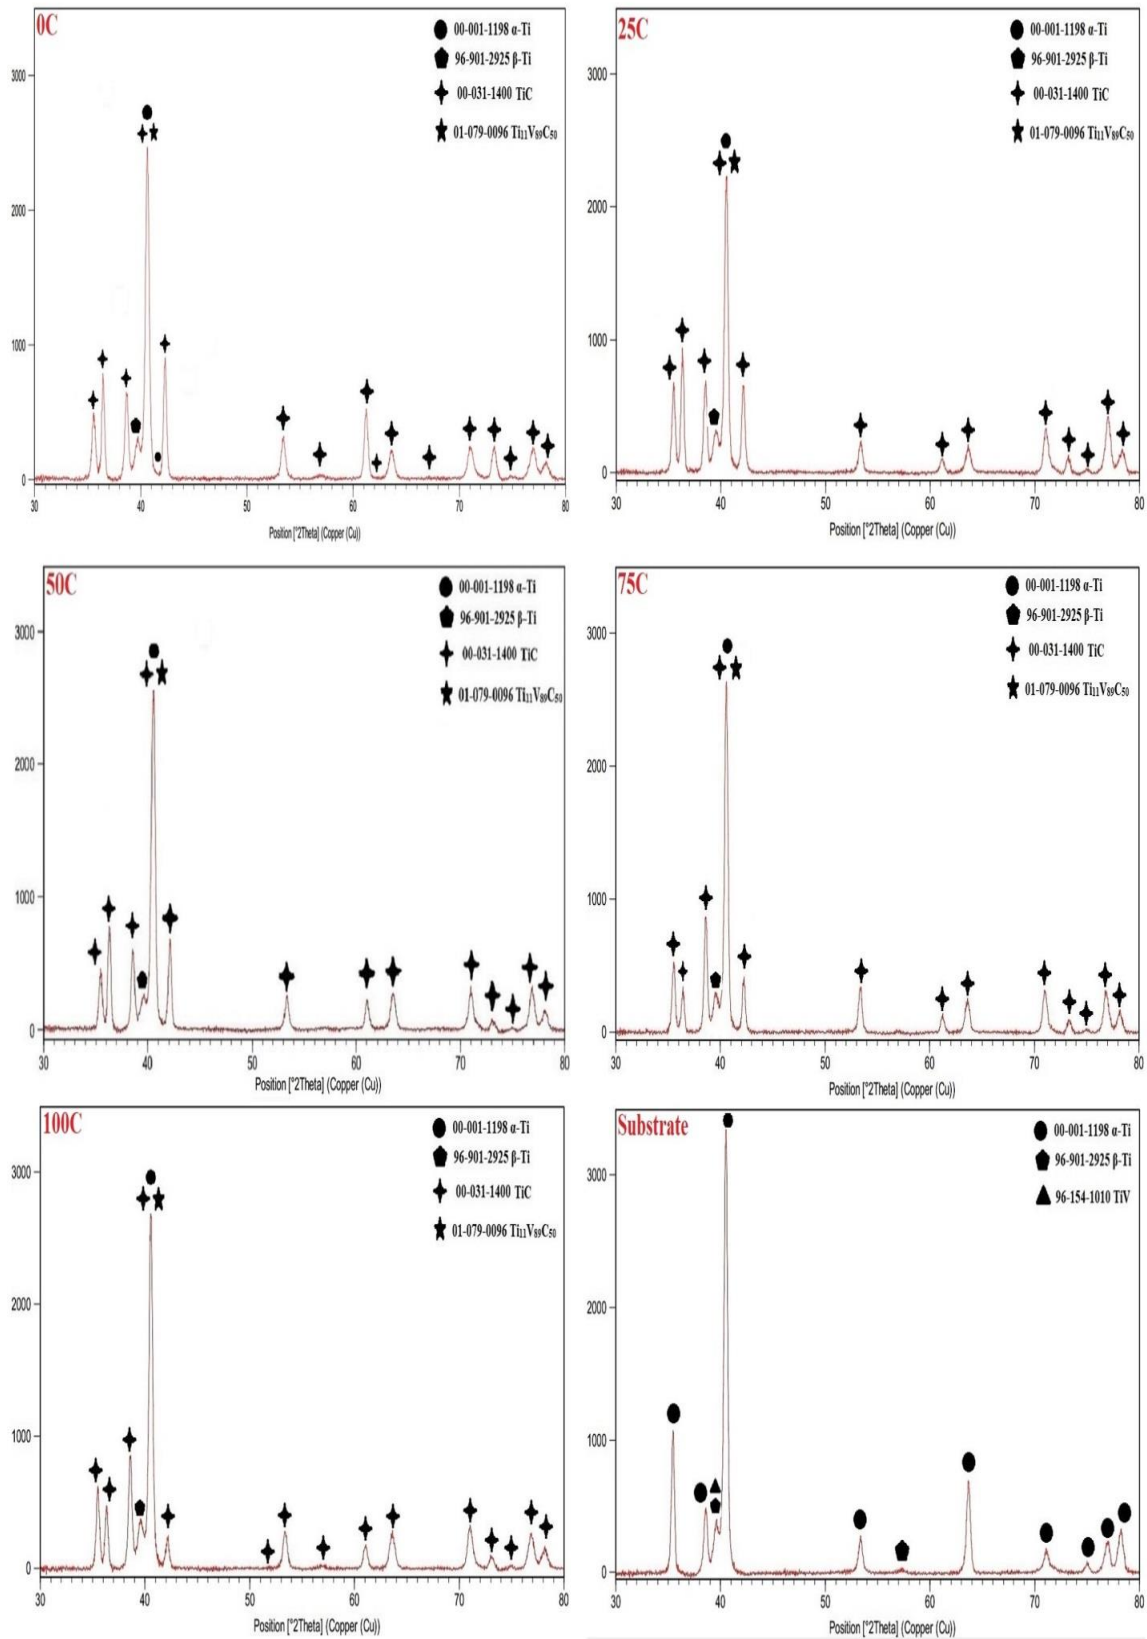 0C
00-001-1198 α-Ti
96-901-2925 β-Ti
00-031-1400 TiC
01-079-0096 Ti₁₁V₈₉C₅₀
3000
2000
1000
0
30 40 50 60 70 80
Position [°2Theta] (Copper (Cu))
25C
00-001-1198 α-Ti
96-901-2925 β-Ti
00-031-1400 TiC
01-079-0096 Ti₁₁V₈₉C₅₀
3000
2000
1000
0
30 40 50 60 70 80
Position [°2Theta] (Copper (Cu))
50C
00-001-1198 α-Ti
96-901-2925 β-Ti
00-031-1400 TiC
01-079-0096 Ti₁₁V₈₉C₅₀
3000
2000
1000
0
30 40 50 60 70 80
Position [°2Theta] (Copper (Cu))
75C
00-001-1198 α-Ti
96-901-2925 β-Ti
00-031-1400 TiC
01-079-0096 Ti₁₁V₈₉C₅₀
3000
2000
1000
0
30 40 50 60 70 80
Position [°2Theta] (Copper (Cu))
100C
00-001-1198 α-Ti
96-901-2925 β-Ti
00-031-1400 TiC
01-079-0096 Ti₁₁V₈₉C₅₀
3000
2000
1000
0
30 40 50 60 70 80
Position [°2Theta] (Copper (Cu))
Substrate
00-001-1198 α-Ti
96-901-2925 β-Ti
96-154-1010 TiV
3000
2000
1000
0
30 40 50 60 70 80
Position [°2Theta] (Copper (Cu))